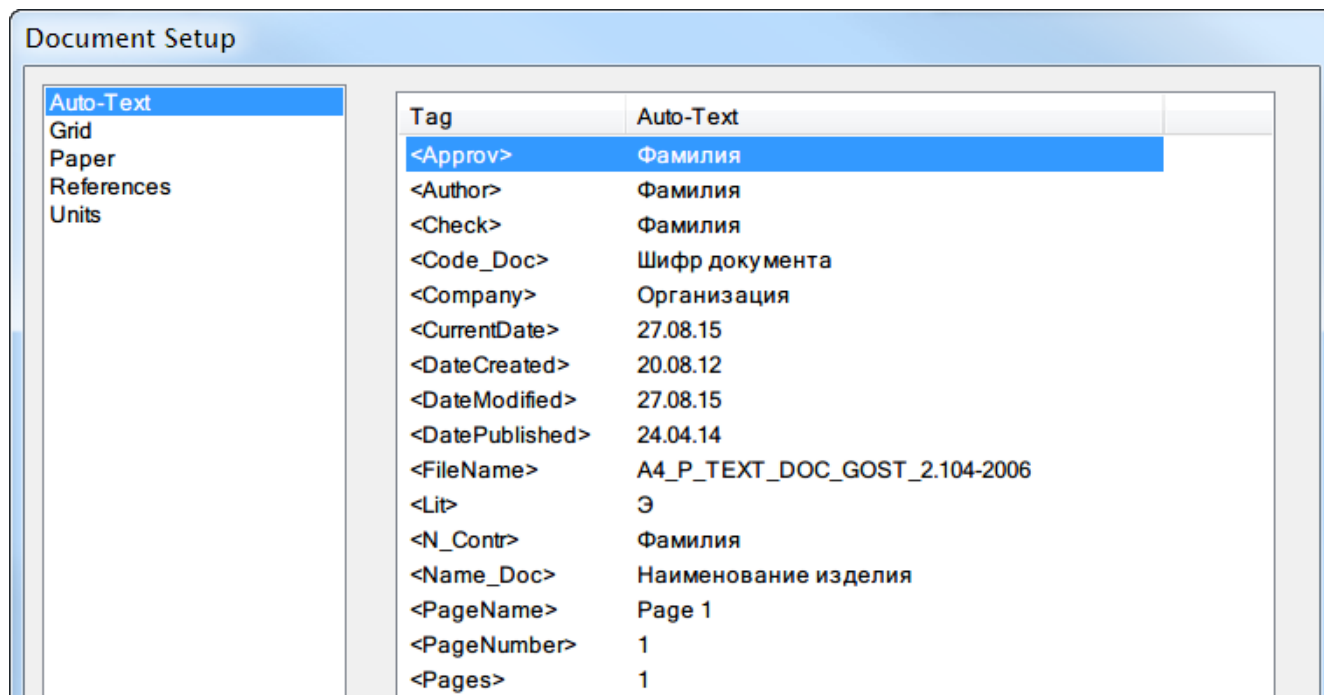 Document Setup
Auto-Text
Grid
Paper
References
Units
Tag Auto-Text
<Approv> Фамилия
<Author> Фамилия
<Check> Фамилия
<Code_Doc> Шифр документа
<Company> Организация
<CurrentDate> 27.08.15
<DateCreated> 20.08.12
<DateModified> 27.08.15
<DatePublished> 24.04.14
<FileName> A4_P_TEXT_DOC_GOST_2.104-2006
<Lit> Э
<N_Contr> Фамилия
<Name_Doc> Наименование изделия
<PageName> Page 1
<PageNumber> 1
<Pages> 1